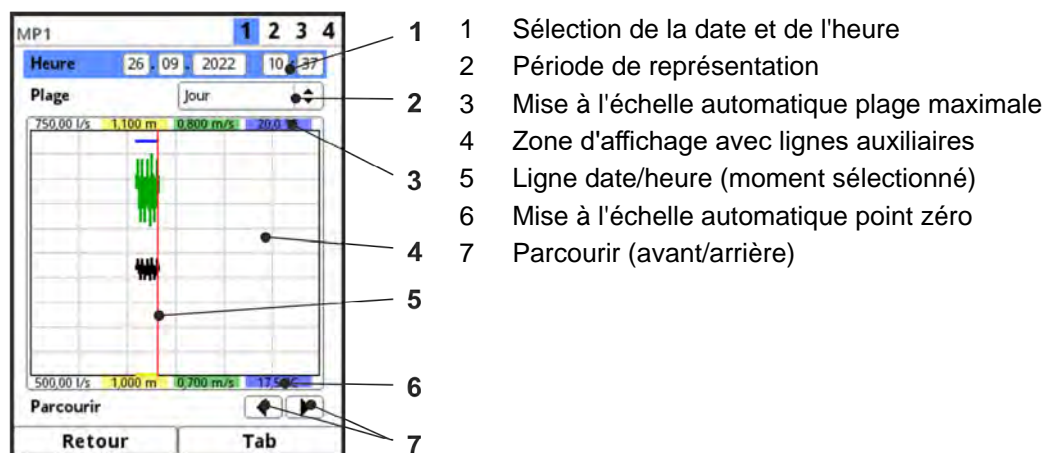 MP1 1 2 3 4
Heure 26 . 09 . 2022 10 : 37
Plage Jour
750,00 l/s 1,100 m 0,800 m/s 20,0
500,00 l/s 1,000 m 0,700 m/s 17,5 C
Parcourir
Retour Tab
1
2
3
4
5
6
7
1 Sélection de la date et de l'heure
2 Période de représentation
3 Mise à l'échelle automatique plage maximale
4 Zone d'affichage avec lignes auxiliaires
5 Ligne date/heure (moment sélectionné)
6 Mise à l'échelle automatique point zéro
7 Parcourir (avant/arrière)